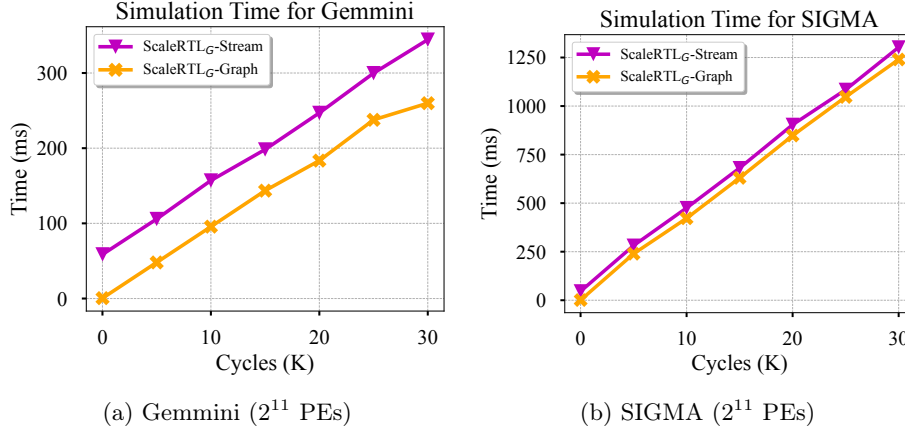 Simulation Time for Gemmini
ScaleRTL_G-Stream
ScaleRTL_G-Graph
300
200
100
0
Time (ms)
0 10 20 30
Cycles (K)
(a) Gemmini (2^11 PEs)
Simulation Time for SIGMA
ScaleRTL_G-Stream
ScaleRTL_G-Graph
1250
1000
750
500
250
0
Time (ms)
0 10 20 30
Cycles (K)
(b) SIGMA (2^11 PEs)